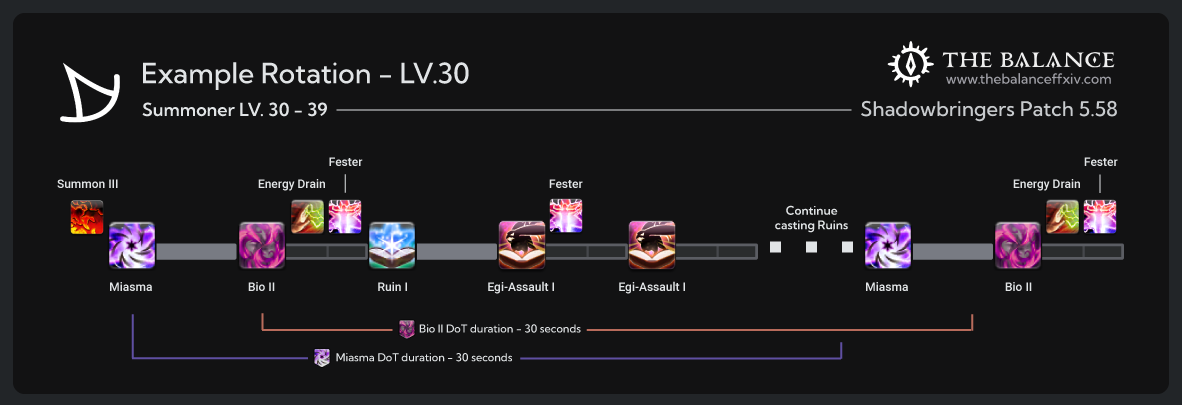 Example Rotation - LV.30
Summoner LV. 30 - 39
THE BALANCE
www.thebalanceffxiv.com
Shadowbringers Patch 5.58
Summon III
Miasma
Energy Drain
Fester
Bio II
Ruin I
Fester
Egi-Assault I
Egi-Assault I
Continue
casting Ruins
Miasma
Energy Drain
Fester
Bio II
Bio II DoT duration - 30 seconds
Miasma DoT duration - 30 seconds